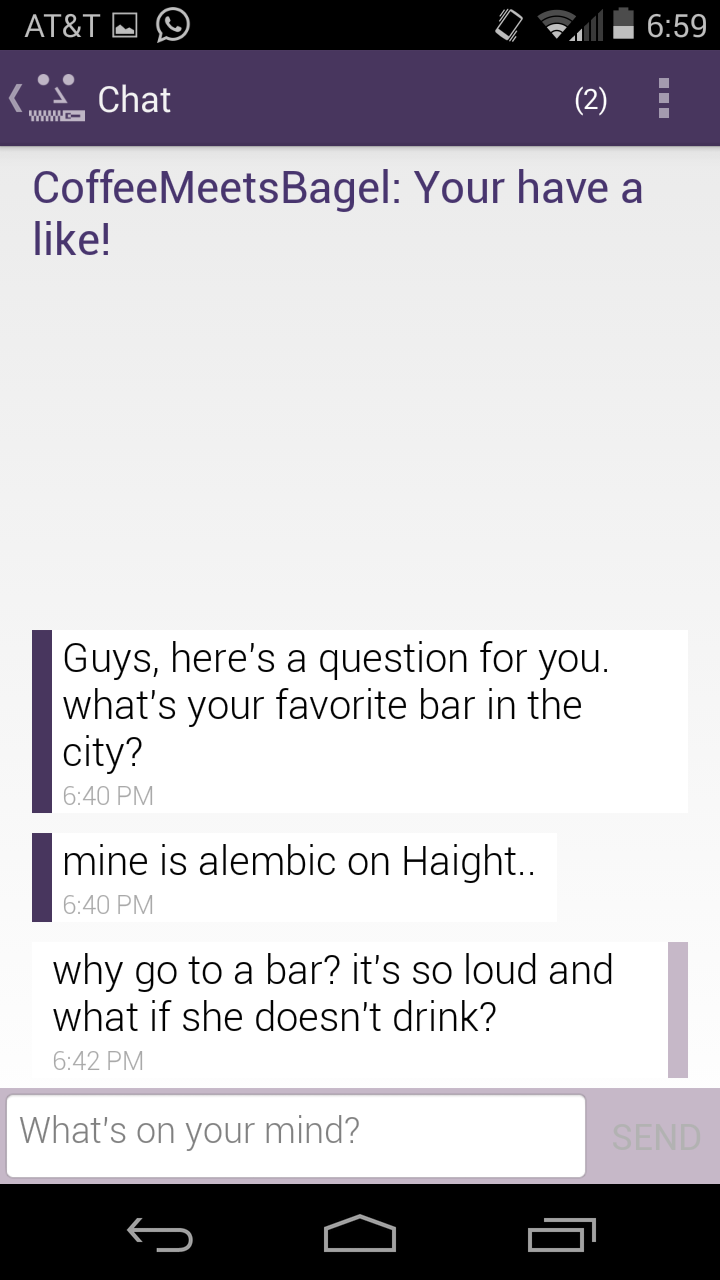 AT&T 6:59
Chat (2)
CoffeeMeetsBagel: Your have a
like!
Guys, here's a question for you.
what's your favorite bar in the
city?
6:40 PM
mine is alembic on Haight..
6:40 PM
why go to a bar? it's so loud and
what if she doesn't drink?
6:42 PM
What's on your mind? SEND